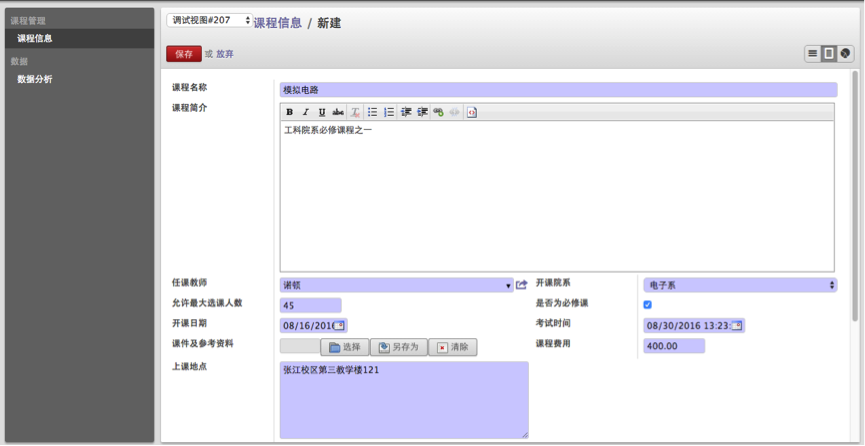 课程管理
课程信息
数据
数据分析
调试视图#207
课程信息 / 新建
保存 或 放弃
课程名称
模拟电路
课程简介
B I U abc
工科院系必修课程之一
任课教师
诺顿
开课院系
电子系
允许最大选课人数
45
是否为必修课
开课日期
08/16/2016
考试时间
08/30/2016 13:23:
课件及参考资料
选择 另存为 清除
课程费用
400.00
上课地点
张江校区第三教学楼121